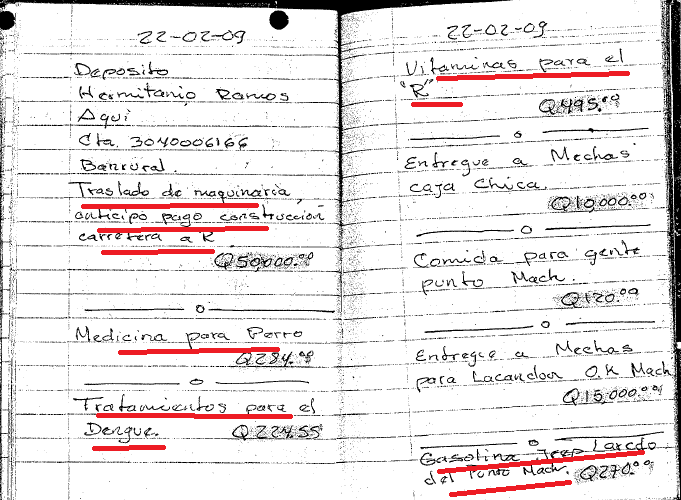 22-02-09
Deposito
Hermitanio Ramos
Aqui
Cta 3040006166
Banrural.
Traslado de maquinaria,
anticipo pago construcción
carretera a R.
Q50,000.00
o
Medicina para Perro
Q284.00
o
Tratamientos para el
Dengue. Q224.55
22-02-09
Vitaminas para el
"R"
Q495.00
o
Entregue a Mechas
caja chica.
Q10,000.00
o
Comida para gente
punto Mach.
Q120.00
o
Entregue a Mechas
para Lacandon O.K Mach
Q15,000.00
o
Gasolina Jeep Laredo
del Punto Mach. Q270.00